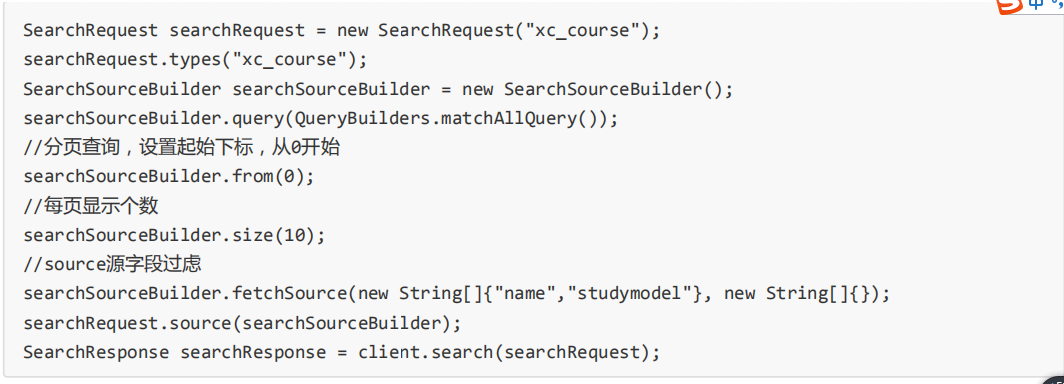 SearchRequest searchRequest = new SearchRequest("xc_course");
searchRequest.types("xc_course");
SearchSourceBuilder searchSourceBuilder = new SearchSourceBuilder();
searchSourceBuilder.query(QueryBuilders.matchAllQuery());
//分页查询，设置起始下标，从0开始
searchSourceBuilder.from(0);
//每页显示个数
searchSourceBuilder.size(10);
//source源字段过虑
searchSourceBuilder.fetchSource(new String[]{"name","studymodel"}, new String[]{});
searchRequest.source(searchSourceBuilder);
SearchResponse searchResponse = client.search(searchRequest);